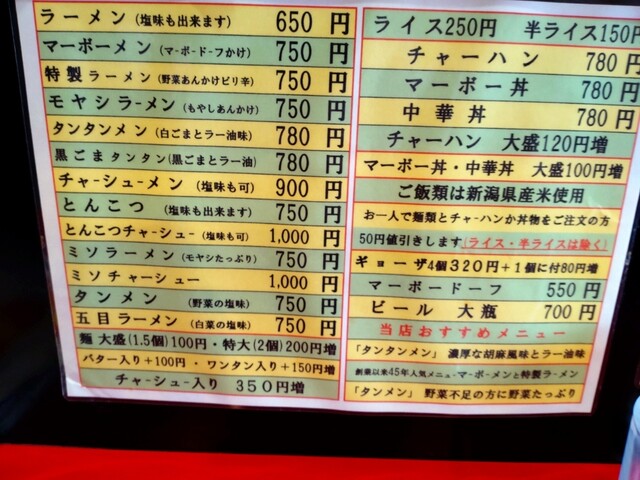 ラーメン(塩味も出来ます) 650円
マーボーメン(マーボードーフかけ) 750円
特製ラーメン(野菜あんかけピリ辛) 750円
モヤシラーメン(もやしあんかけ) 750円
タンタンメン(白ごまとラー油味) 780円
黒ごまタンタン(黒ごまとラー油) 780円
チャーシューメン(塩味も可) 900円
とんこつ(塩味も出来ます) 750円
とんこつチャーシュー(塩味も可) 1,000円
ミソラーメン(モヤシたっぷり) 750円
ミソチャーシュー 1,000円
タンメン(野菜の塩味) 750円
五目ラーメン(白菜の塩味) 750円
麺 大盛(1.5個)100円・特大(2個)200円増
バター入り+100円・ワンタン入り+150円増
チャーシュー入り 350円増
ライス250円 半ライス150円
チャーハン 780円
マーボー丼 780円
中華丼 780円
チャーハン 大盛120円増
マーボー丼・中華丼 大盛100円増
ご飯類は新潟県産米使用
お一人で麺類とチャーハンか丼物をご注文の方
50円値引きします(ライス・半ライスは除く)
ギョーザ4個320円+1個に付80円増
マーボードーフ 550円
ビール 大瓶 700円
当店おすすめメニュー
「タンタンメン」 濃厚な胡麻風味とラー油味
創業以来45年人気メニューマーボーメンと特製ラーメン
「タンメン」 野菜不足の方に野菜たっぷり